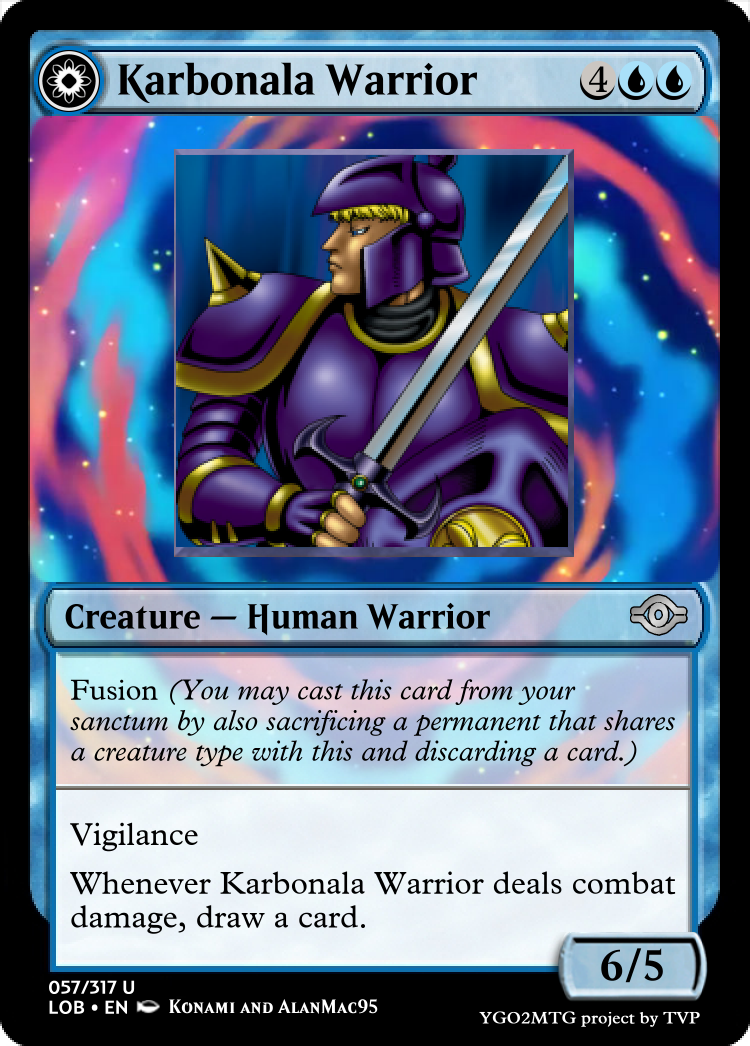 Karbonala Warrior 4
Creature — Human Warrior
Fusion (You may cast this card from your
sanctum by also sacrificing a permanent that shares
a creature type with this and discarding a card.)
Vigilance
Whenever Karbonala Warrior deals combat
damage, draw a card.
6/5
057/317 U
LOB • EN Konami and AlanMac95
YGO2MTG project by TVP